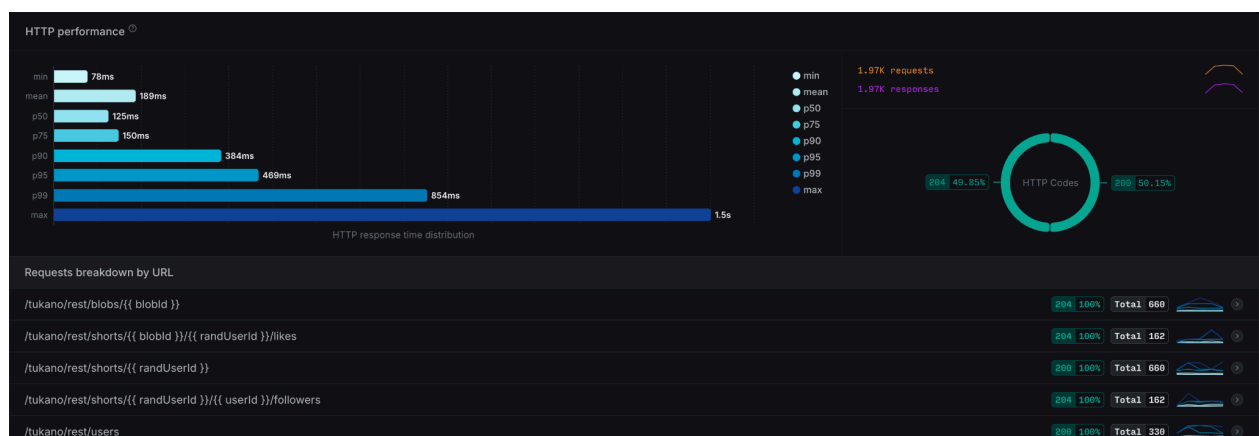 HTTP performance
min 78ms
mean 189ms
p50 125ms
p75 150ms
p90 384ms
p95 469ms
p99 854ms
max 1.5s
HTTP response time distribution
min
mean
p50
p75
p90
p95
p99
max
1.97K requests
1.97K responses
204 49.85%
HTTP Codes
200 50.15%
Requests breakdown by URL
/tukano/rest/blobs/{{ blobId }} 204 100% Total 660
/tukano/rest/shorts/{{ blobId }}/{{ randUserId }}/likes 204 100% Total 162
/tukano/rest/shorts/{{ randUserId }} 200 100% Total 660
/tukano/rest/shorts/{{ randUserId }}/{{ userId }}/followers 204 100% Total 162
/tukano/rest/users 200 100% Total 330